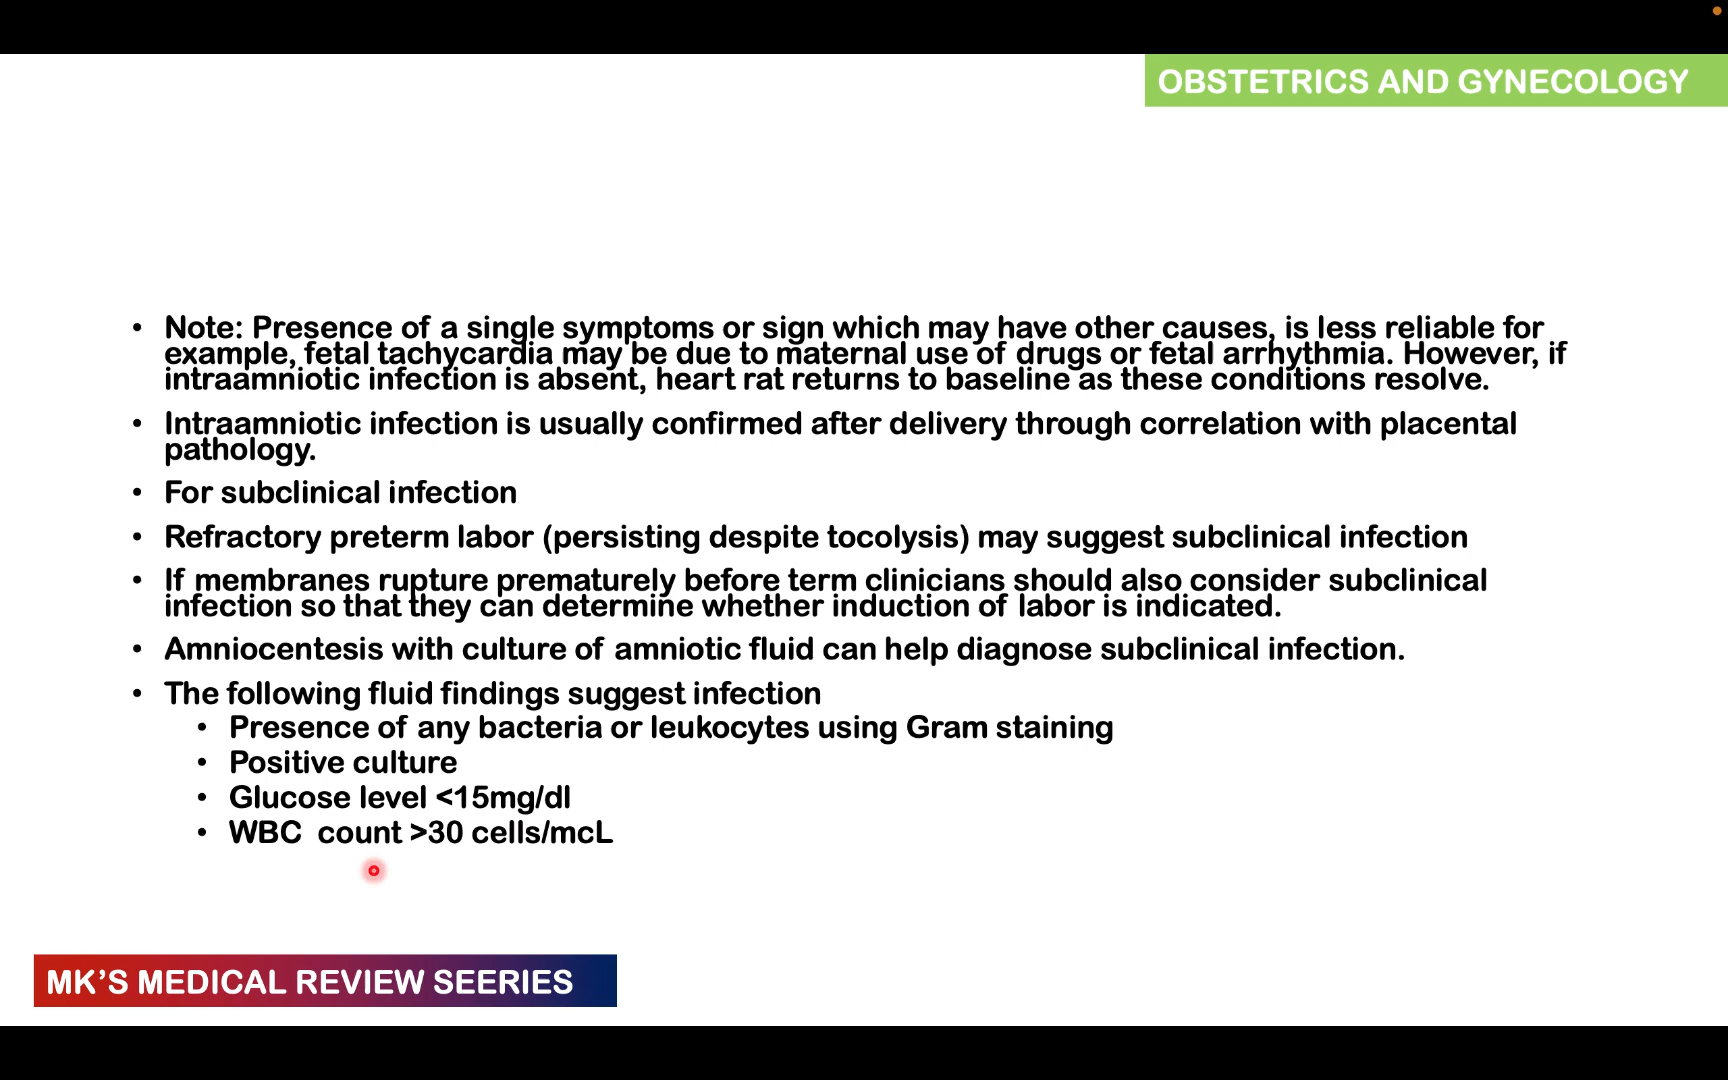 OBSTETRICS AND GYNECOLOGY
• Note: Presence of a single symptoms or sign which may have other causes, is less reliable for
example, fetal tachycardia may be due to maternal use of drugs or fetal arrhythmia. However, if
intraamniotic infection is absent, heart rat returns to baseline as these conditions resolve.
• Intraamniotic infection is usually confirmed after delivery through correlation with placental
pathology.
• For subclinical infection
• Refractory preterm labor (persisting despite tocolysis) may suggest subclinical infection
• If membranes rupture prematurely before term clinicians should also consider subclinical
infection so that they can determine whether induction of labor is indicated.
• Amniocentesis with culture of amniotic fluid can help diagnose subclinical infection.
• The following fluid findings suggest infection
• Presence of any bacteria or leukocytes using Gram staining
• Positive culture
• Glucose level <15mg/dl
• WBC count >30 cells/mcL
MK'S MEDICAL REVIEW SEERIES